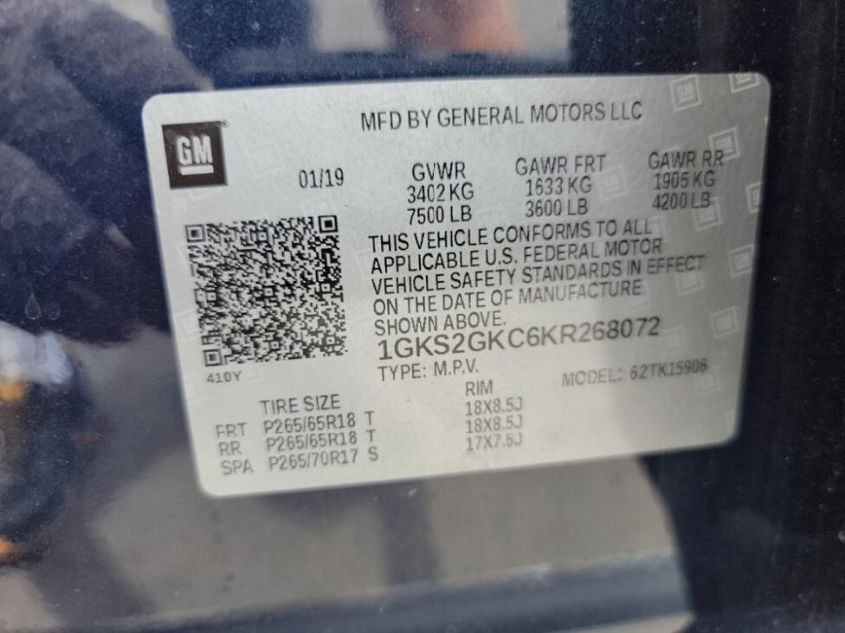 MFD BY GENERAL MOTORS LLC
GM
01/19
GVWR GAWR FRT GAWR RR
3402 KG 1633 KG 1905 KG
7500 LB 3600 LB 4200 LB
THIS VEHICLE CONFORMS TO ALL
APPLICABLE U.S. FEDERAL MOTOR
VEHICLE SAFETY STANDARDS IN EFFECT
ON THE DATE OF MANUFACTURE
SHOWN ABOVE.
1GKS2GKC6KR268072
410Y
TYPE: M.P.V. MODEL: 62TK15906
TIRE SIZE RIM
FRT P265/65R18 T 18X8.5J
RR P265/65R18 T 18X8.5J
SPA P265/70R17 S 17X7.5J